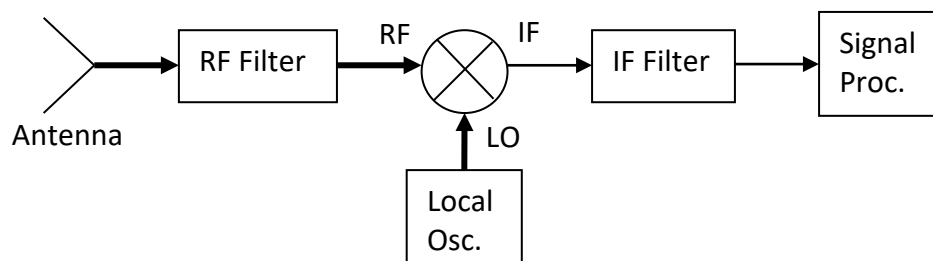 RF
IF
RF Filter
IF Filter
Signal
Proc.
Antenna
LO
Local
Osc.